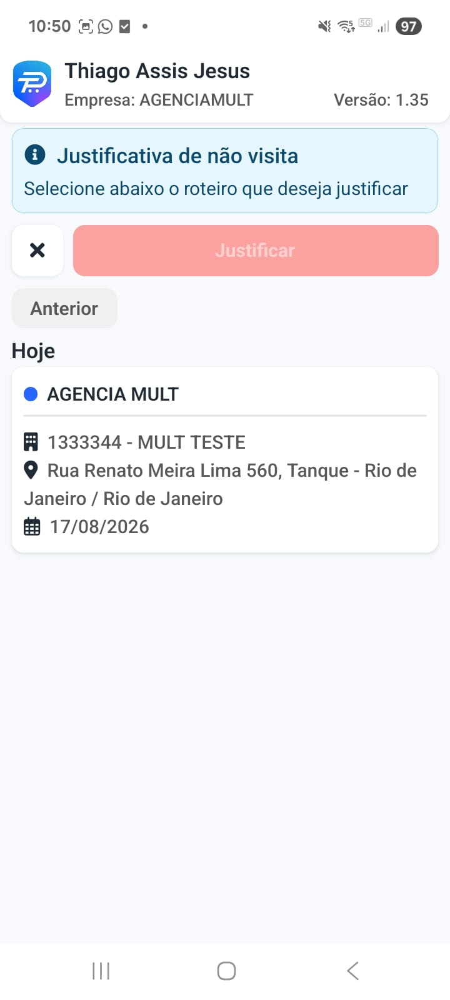 10:50
5G
97
Thiago Assis Jesus
Empresa: AGENCIAMULT
Versão: 1.35
Justificativa de não visita
Selecione abaixo o roteiro que deseja justificar
Justificar
Anterior
Hoje
AGENCIA MULT
1333344 - MULT TESTE
Rua Renato Meira Lima 560, Tanque - Rio de
Janeiro / Rio de Janeiro
17/08/2026